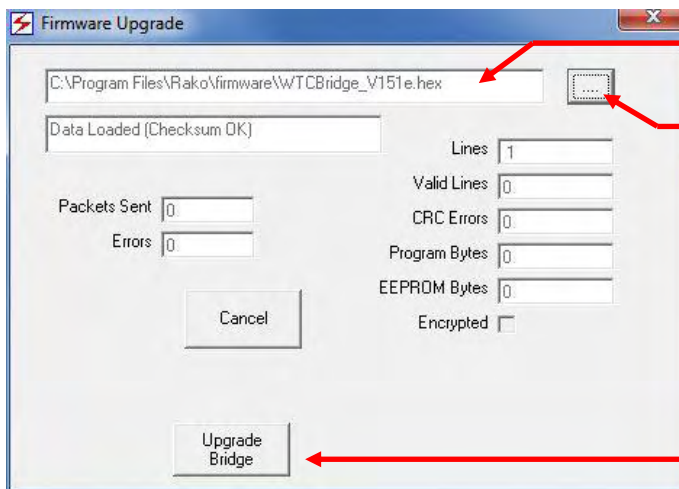 Firmware Upgrade
C:\Program Files\Rako\firmware\WTCBridge_V151e.hex
....
Data Loaded (Checksum OK)
Lines 1
Valid Lines 0
Packets Sent 0
CRC Errors 0
Errors 0
Program Bytes 0
EEPROM Bytes 0
Cancel
Encrypted
Upgrade
Bridge